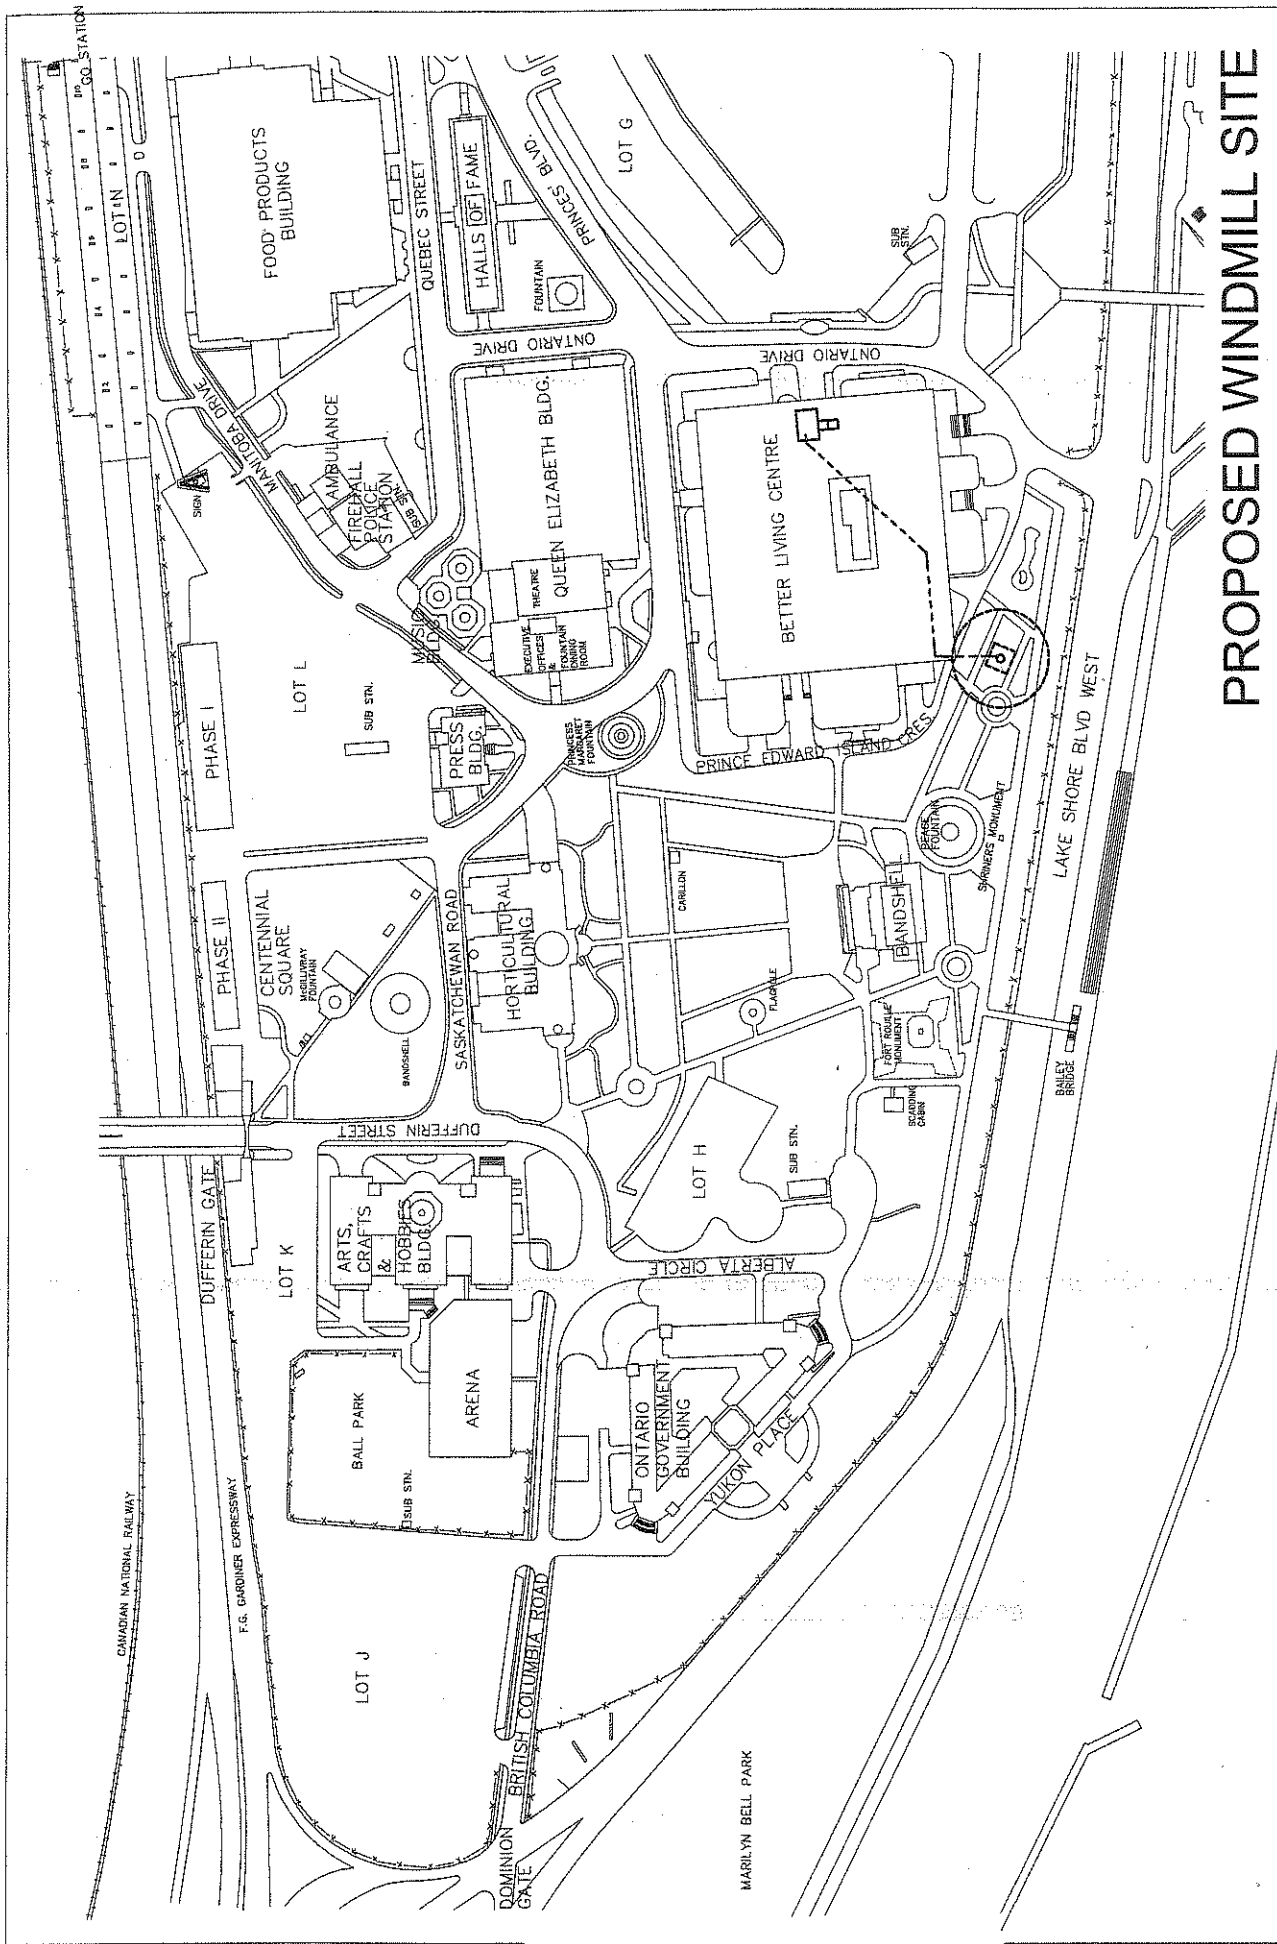 GO STATION
LOT N
FOOD PRODUCTS
BUILDING
QUEBEC STREET
HALLS OF FAME
PRINCES' BLVD.
LOT G
FOUNTAIN
SUB
STN.
MANITOBA DRIVE
ONTARIO DRIVE
ONTARIO DRIVE
SIGN
AMBULANCE
FIREHALL
POLICE
STATION
SUB STN.
QUEEN ELIZABETH BLDG.
THEATRE
EXECUTIVE
OFFICES
&
FOUNTAIN
DINING
ROOM
BETTER LIVING CENTRE
MUSIC
BLDG.
LOT L
SUB STN.
PHASE I
PRESS
BLDG.
PRINCESS
MARGARET
FOUNTAIN
PRINCE EDWARD ISLAND CRES.
LAKE SHORE BLVD WEST
PHASE II
CENTENNIAL
SQUARE
McGILLIVRAY
FOUNTAIN
BANDSHELL
SASKATCHEWAN ROAD
HORTICULTURAL
BUILDING
CARILLON
FLAGPOLE
BANDSHELL
PEACE
FOUNTAIN
SHRINERS MONUMENT
FORT ROUILLE
MONUMENT
SCADDING
CABIN
BAILEY
BRIDGE
DUFFERIN STREET
DUFFERIN GATE
LOT K
ARTS,
CRAFTS
&
HOBBIES
BLDG.
LOT H
SUB STN.
ALBERTA CIRCLE
ARENA
BALL PARK
SUB STN.
ONTARIO
GOVERNMENT
BUILDING
YUKON PLACE
CANADIAN NATIONAL RAILWAY
F.G. GARDINER EXPRESSWAY
LOT J
BRITISH COLUMBIA ROAD
DOMINION
GATE
MARILYN BELL PARK
PROPOSED WINDMILL SITE